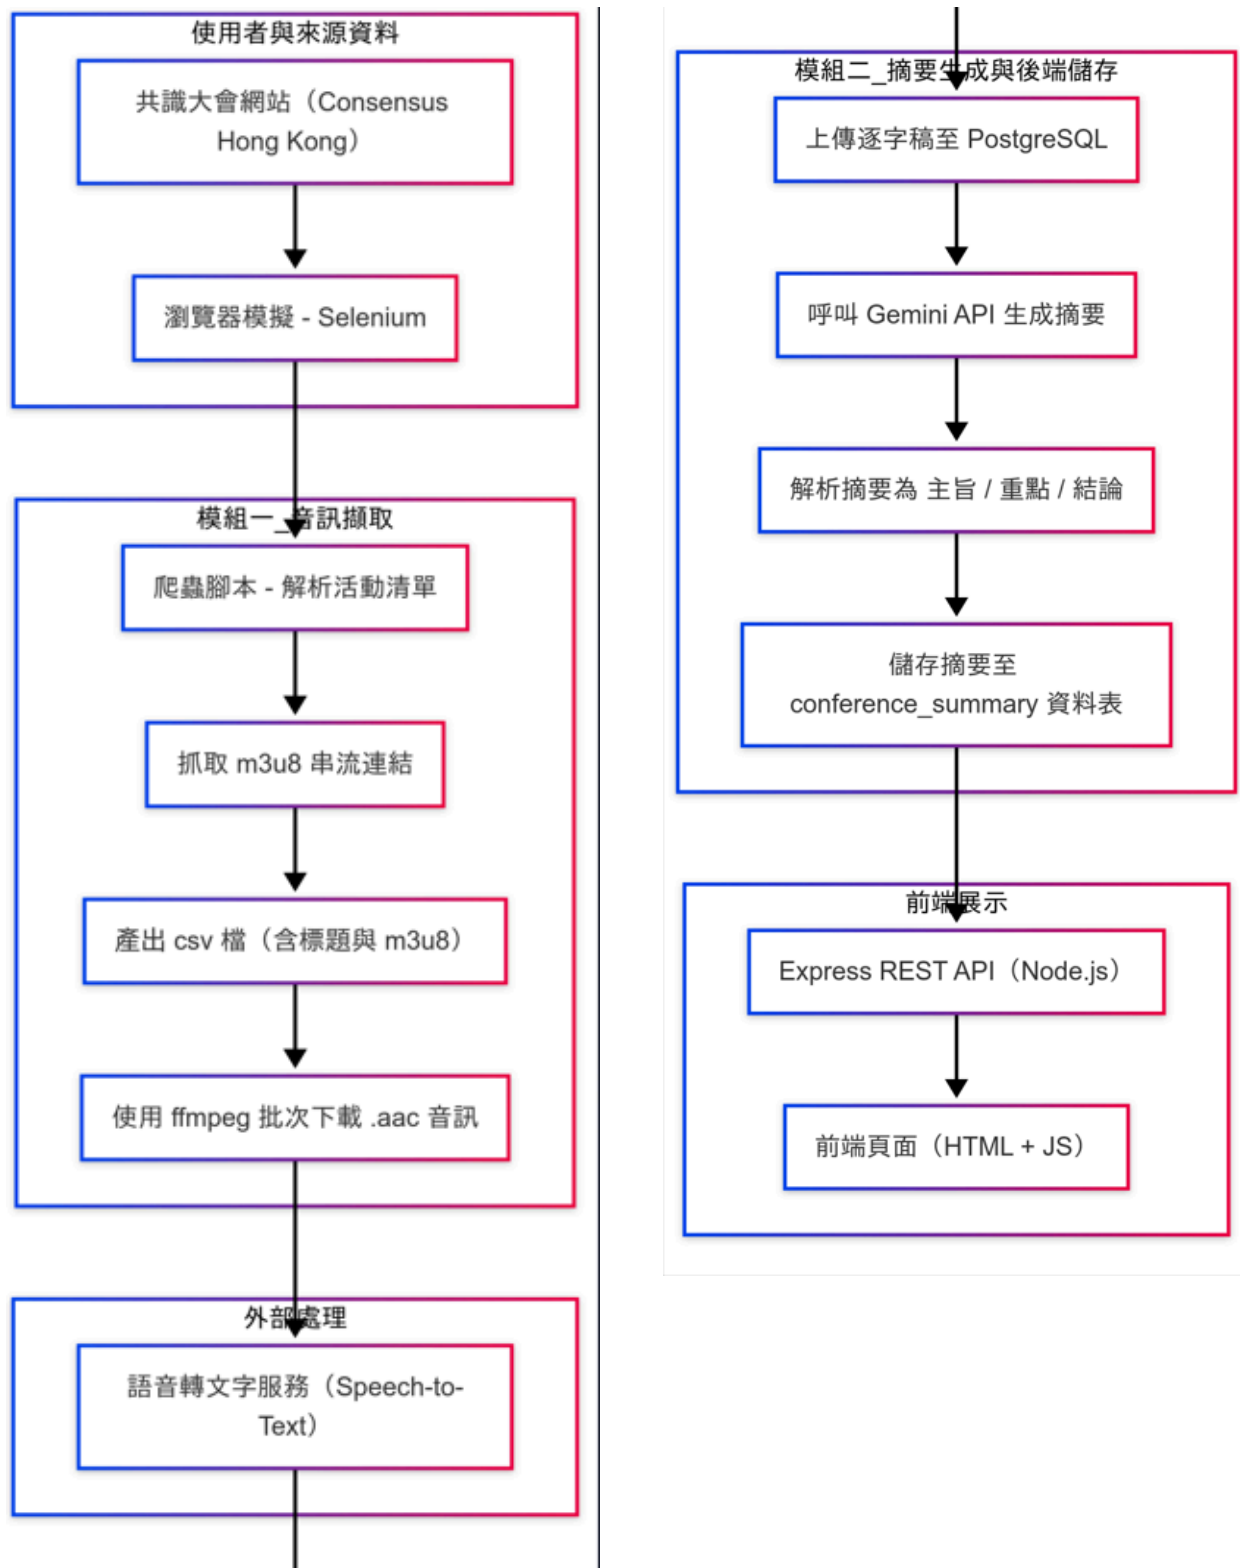 使用者與來源資料
共識大會網站（Consensus
Hong Kong）
瀏覽器模擬 - Selenium
模組一_音訊擷取
爬蟲腳本 - 解析活動清單
抓取 m3u8 串流連結
產出 csv 檔（含標題與 m3u8）
使用 ffmpeg 批次下載 .aac 音訊
外部處理
語音轉文字服務（Speech-to-
Text）
模組二_摘要生成與後端儲存
上傳逐字稿至 PostgreSQL
呼叫 Gemini API 生成摘要
解析摘要為 主旨 / 重點 / 結論
儲存摘要至
conference_summary 資料表
前端展示
Express REST API（Node.js）
前端頁面（HTML + JS）